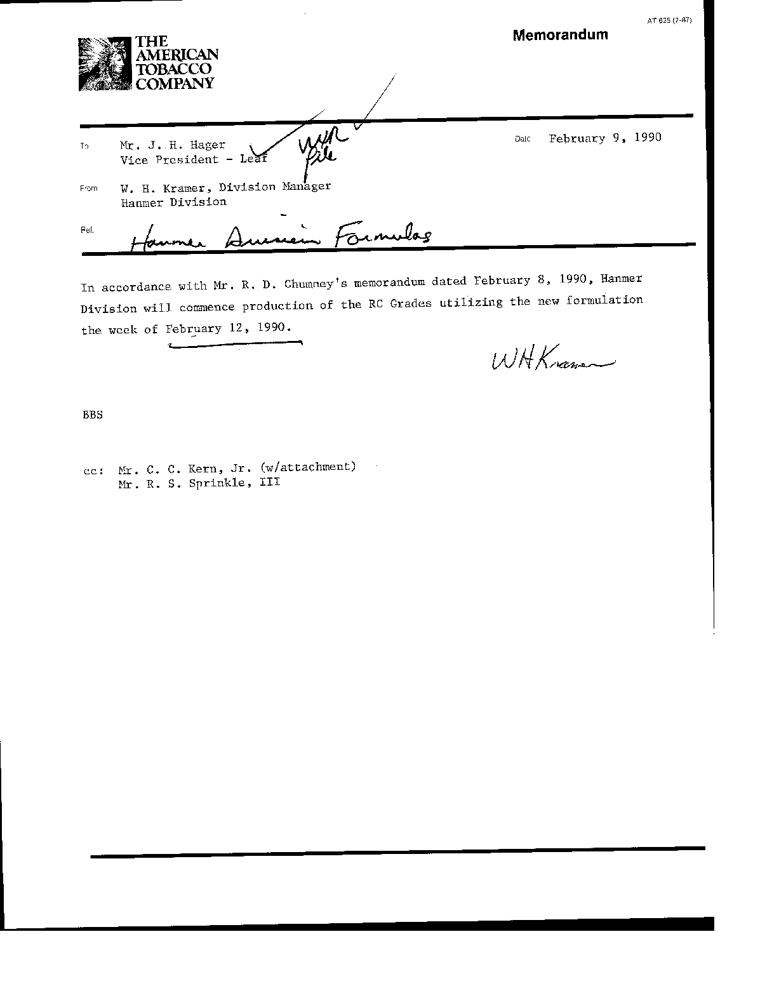 AT 625 (7-87)
Memorandum
THE
AMERICAN
TOBACCO
COMPANY
To Mr. J. H. Hager
Vice President - Leaf
file
Date February 9, 1990
From W. H. Kramer, Division Manager
Hanmer Division
Ref. Hanmer Division Formulas
In accordance with Mr. R. D. Chumney's memorandum dated February 8, 1990, Hanmer
Division will commence production of the RC Grades utilizing the new formulation
the week of February 12, 1990.
WHKramer
BBS
cc: Mr. C. C. Kern, Jr. (w/attachment)
Mr. R. S. Sprinkle, III